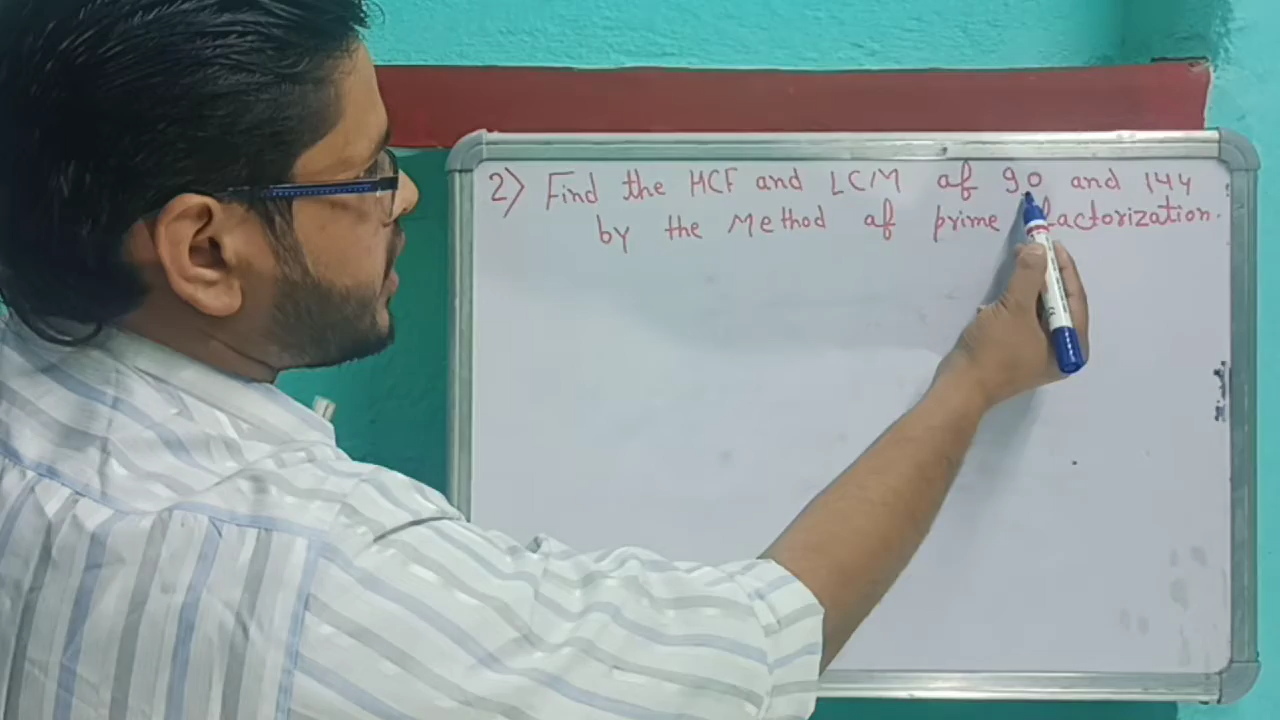 2) Find the HCF and LCM of 90 and 144
by the Method of prime factorization.